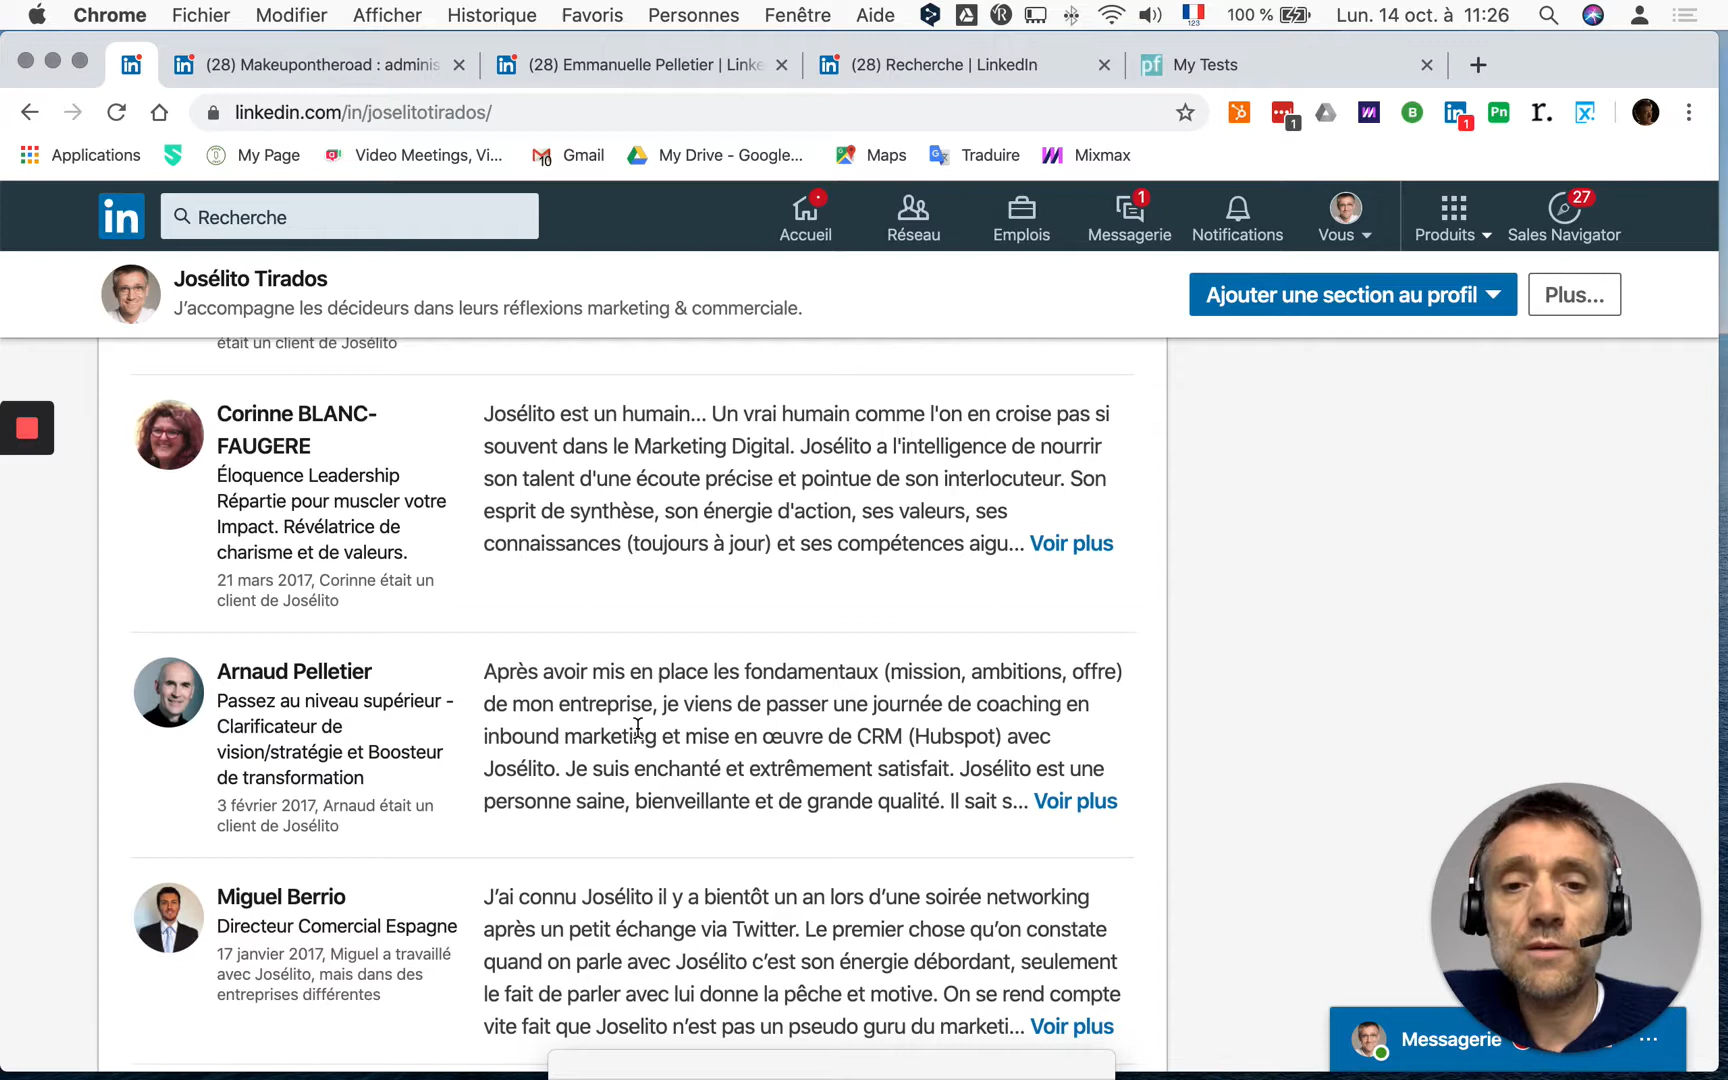 Chrome Fichier Modifier Afficher Historique Favoris Personnes Fenêtre Aide 123 100 % Lun. 14 oct. à 11:26
in (28) Makeupontheroad : adminis (28) Emmanuelle Pelletier | Linke (28) Recherche | LinkedIn pf My Tests
linkedin.com/in/joselitotirados/ 1 B in 1 Pn r.
Applications My Page Video Meetings, Vi... 10 Gmail My Drive - Google... Maps Traduire Mixmax
in Recherche Accueil Réseau Emplois 1 Messagerie Notifications Vous Produits 27 Sales Navigator
Josélito Tirados
J’accompagne les décideurs dans leurs réflexions marketing & commerciale.
Ajouter une section au profil Plus...
était un client de Josélito
Corinne BLANC-
FAUGERE
Éloquence Leadership
Répartie pour muscler votre
Impact. Révélatrice de
charisme et de valeurs.
21 mars 2017, Corinne était un
client de Josélito
Josélito est un humain... Un vrai humain comme l'on en croise pas si
souvent dans le Marketing Digital. Josélito a l'intelligence de nourrir
son talent d'une écoute précise et pointue de son interlocuteur. Son
esprit de synthèse, son énergie d'action, ses valeurs, ses
connaissances (toujours à jour) et ses compétences aigu... Voir plus
Arnaud Pelletier
Passez au niveau supérieur -
Clarificateur de
vision/stratégie et Boosteur
de transformation
3 février 2017, Arnaud était un
client de Josélito
Après avoir mis en place les fondamentaux (mission, ambitions, offre)
de mon entreprise, je viens de passer une journée de coaching en
inbound marketing et mise en œuvre de CRM (Hubspot) avec
Josélito. Je suis enchanté et extrêmement satisfait. Josélito est une
personne saine, bienveillante et de grande qualité. Il sait s... Voir plus
Miguel Berrio
Directeur Comercial Espagne
17 janvier 2017, Miguel a travaillé
avec Josélito, mais dans des
entreprises différentes
J’ai connu Josélito il y a bientôt un an lors d’une soirée networking
après un petit échange via Twitter. Le premier chose qu’on constate
quand on parle avec Josélito c’est son énergie débordant, seulement
le fait de parler avec lui donne la pêche et motive. On se rend compte
vite fait que Joselito n’est pas un pseudo guru du marketi... Voir plus
Messagerie